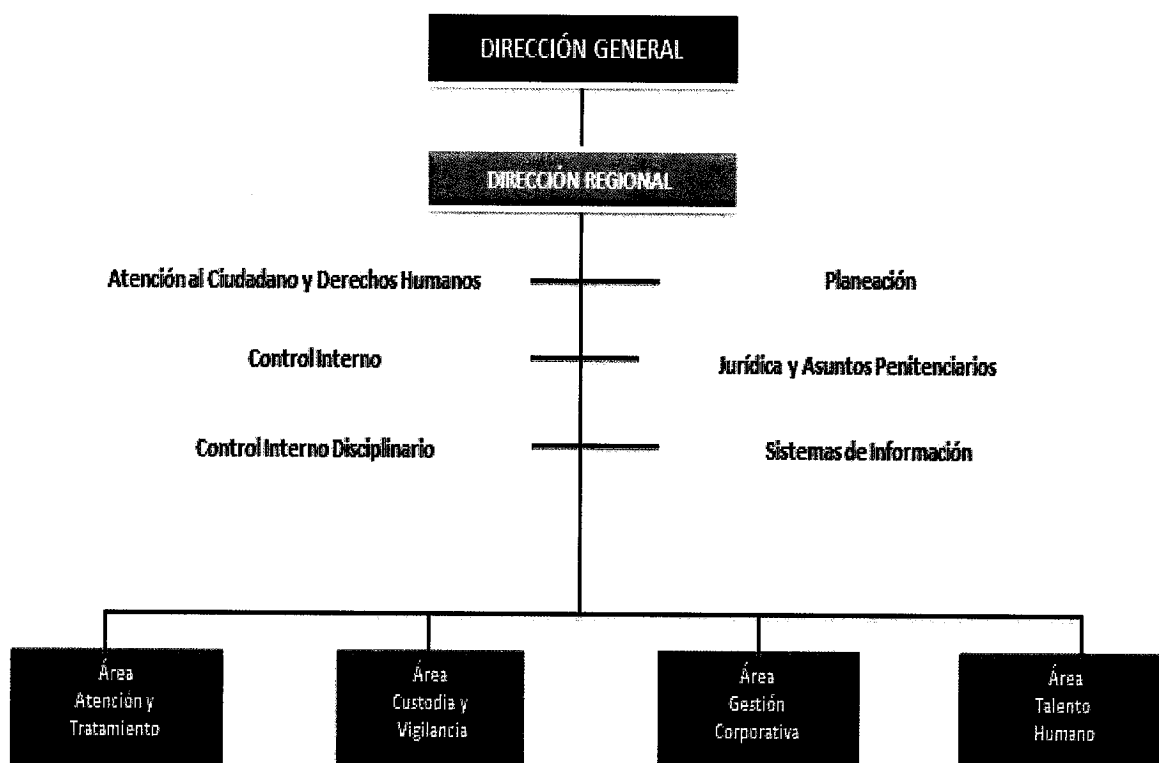 DIRECCIÓN GENERAL
DIRECCIÓN REGIONAL
Atención al Ciudadano y Derechos Humanos
Planeación
Control Interno
Jurídica y Asuntos Penitenciarios
Control Interno Disciplinario
Sistemas de Información
Área
Atención y
Tratamiento
Área
Custodia y
Vigilancia
Área
Gestión
Corporativa
Área
Talento
Humano